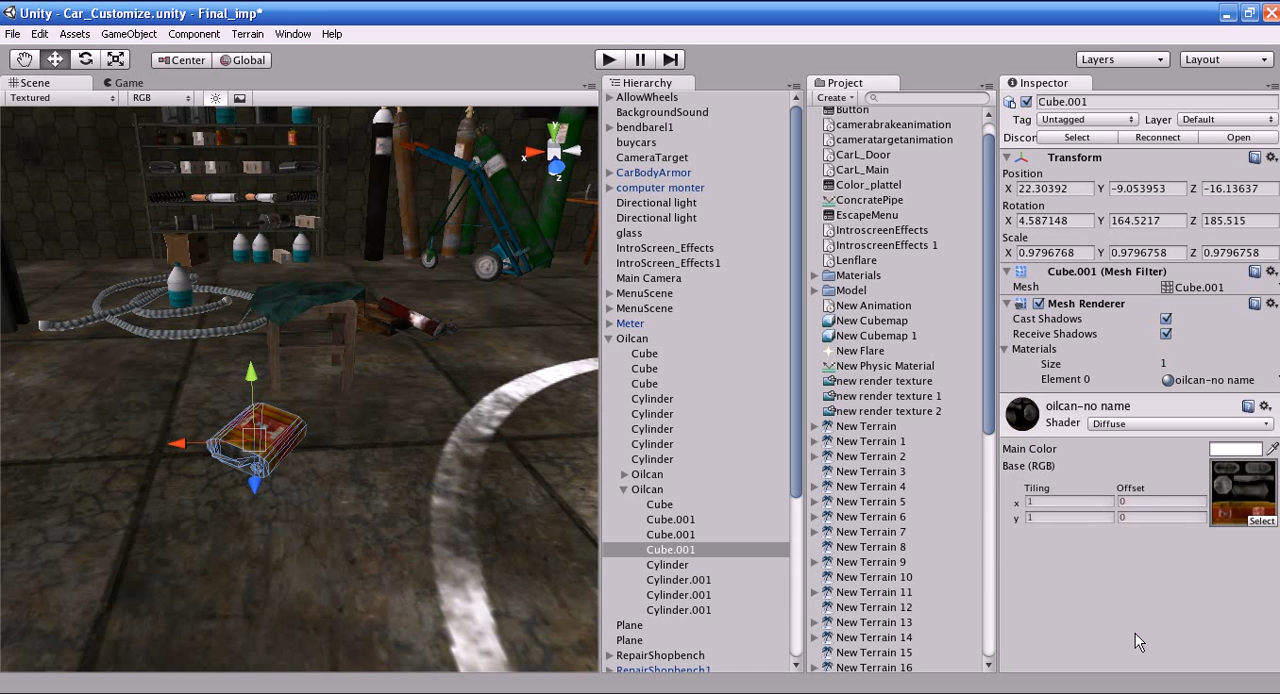 Unity - Car_Customize.unity - Final_imp*
File Edit Assets GameObject Component Terrain Window Help
Center Global Layers Layout
Scene Game
Textured RGB
Hierarchy
AllowWheels
BackgroundSound
bendbarel1
buycars
CameraTarget
CarBodyArmor
computer monter
Directional light
Directional light
glass
IntroScreen_Effects
IntroScreen_Effects1
Main Camera
MenuScene
MenuScene
Meter
Oilcan
Cube
Cube
Cube
Cylinder
Cylinder
Cylinder
Cylinder
Cylinder
Oilcan
Oilcan
Cube
Cube.001
Cube.001
Cube.001
Cylinder
Cylinder.001
Cylinder.001
Cylinder.001
Plane
Plane
RepairShopbench
RepairShopbench1
Project
Create
Button
camerabrakeanimation
cameratargetanimation
CarL_Door
CarL_Main
Color_plattel
ConcratePipe
EscapeMenu
IntroscreenEffects
IntroscreenEffects 1
Lenflare
Materials
Model
New Animation
New Cubemap
New Cubemap 1
New Flare
New Physic Material
new render texture
new render texture 1
new render texture 2
New Terrain
New Terrain 1
New Terrain 2
New Terrain 3
New Terrain 4
New Terrain 5
New Terrain 6
New Terrain 7
New Terrain 8
New Terrain 9
New Terrain 10
New Terrain 11
New Terrain 12
New Terrain 13
New Terrain 14
New Terrain 15
New Terrain 16
Inspector
Cube.001
Tag Untagged Layer Default
Discon Select Reconnect Open
Transform
Position
X 22.30392 Y -9.053953 Z -16.13637
Rotation
X 4.587148 Y 164.5217 Z 185.515
Scale
X 0.9796768 Y 0.9796758 Z 0.9796758
Cube.001 (Mesh Filter)
Mesh Cube.001
Mesh Renderer
Cast Shadows
Receive Shadows
Materials
Size 1
Element 0 oilcan-no name
oilcan-no name
Shader Diffuse
Main Color
Base (RGB)
Tiling Offset
x 1 0
y 1 0
Select
x y z